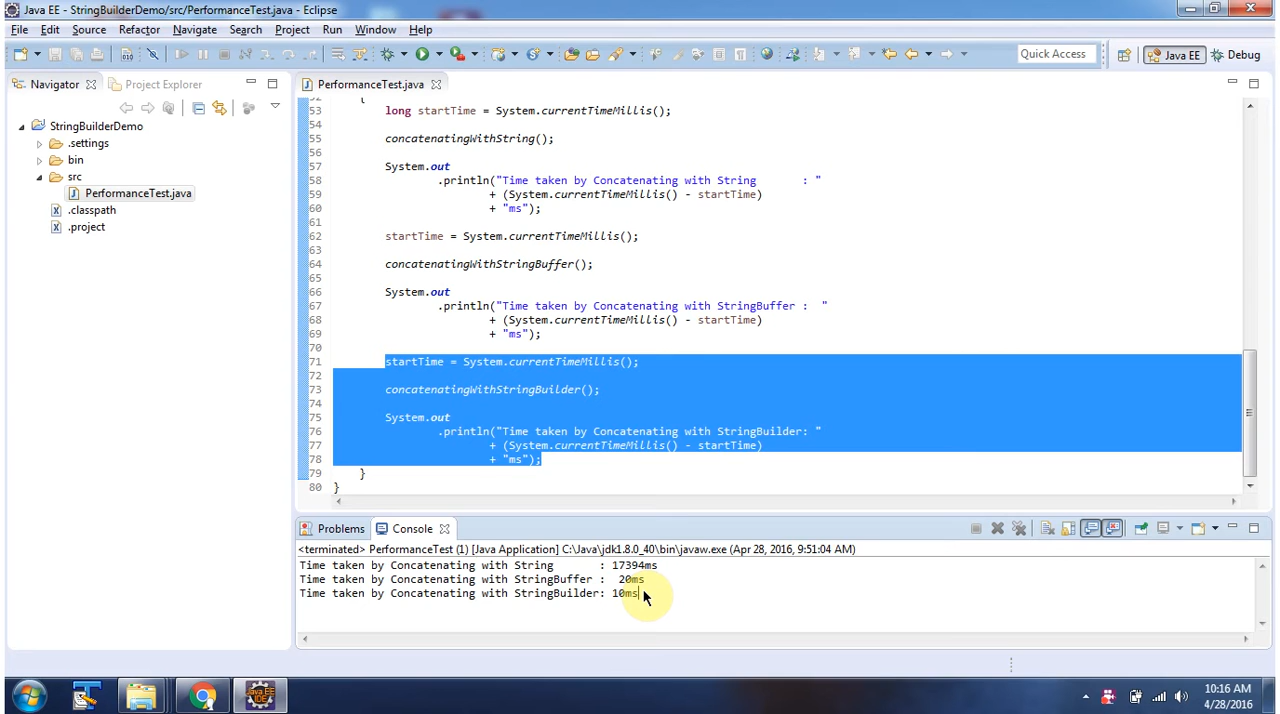 Java EE - StringBuilderDemo/src/PerformanceTest.java - Eclipse
File Edit Source Refactor Navigate Search Project Run Window Help
Quick Access Java EE Debug
Navigator Project Explorer PerformanceTest.java
StringBuilderDemo
.settings
bin
src
PerformanceTest.java
.classpath
.project
52 {
53 long startTime = System.currentTimeMillis();
54
55 concatenatingWithString();
56
57 System.out
58 .println("Time taken by Concatenating with String       : "
59 + (System.currentTimeMillis() - startTime)
60 + "ms");
61
62 startTime = System.currentTimeMillis();
63
64 concatenatingWithStringBuffer();
65
66 System.out
67 .println("Time taken by Concatenating with StringBuffer :  "
68 + (System.currentTimeMillis() - startTime)
69 + "ms");
70
71 startTime = System.currentTimeMillis();
72
73 concatenatingWithStringBuilder();
74
75 System.out
76 .println("Time taken by Concatenating with StringBuilder: "
77 + (System.currentTimeMillis() - startTime)
78 + "ms");
79 }
80 }
Problems Console
<terminated> PerformanceTest (1) [Java Application] C:\Java\jdk1.8.0_40\bin\javaw.exe (Apr 28, 2016, 9:51:04 AM)
Time taken by Concatenating with String       : 17394ms
Time taken by Concatenating with StringBuffer :  20ms
Time taken by Concatenating with StringBuilder: 10ms
Java EE IDE
10:16 AM
4/28/2016